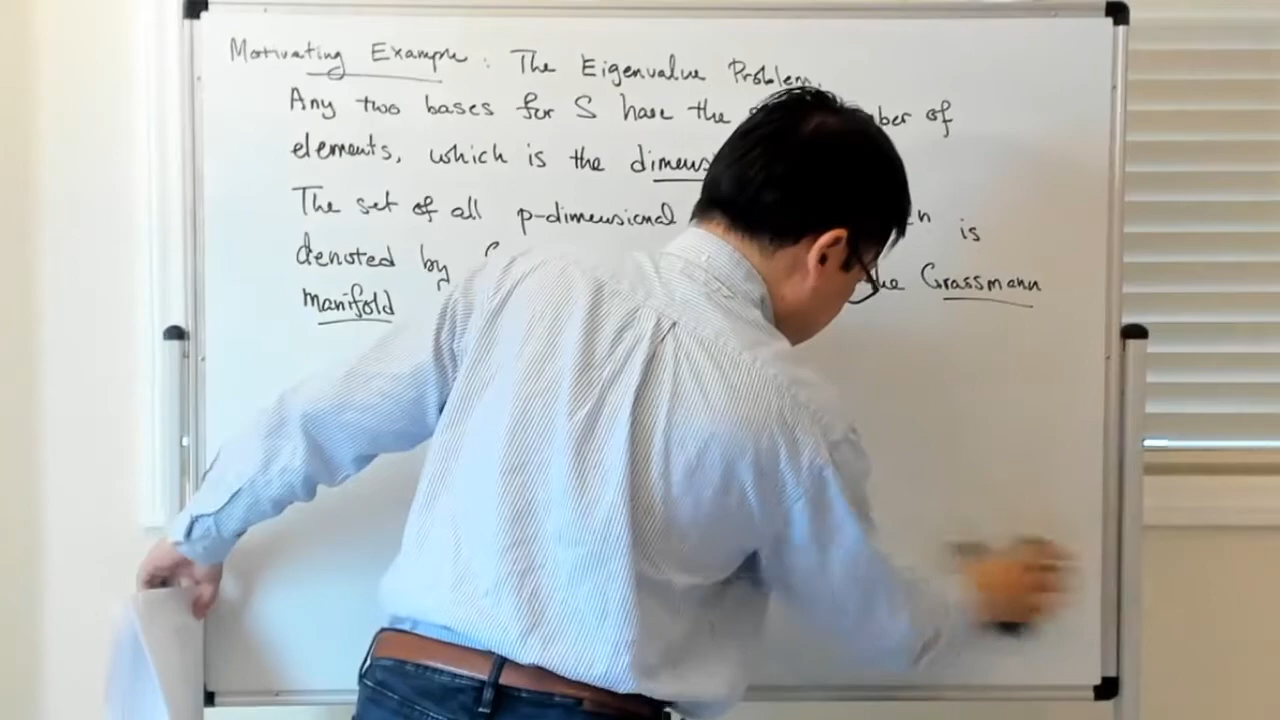 Motivating Example: The Eigenvalue Problem.
Any two bases for S have the ber of
elements, which is the dimens
The set of all p-dimensional n is
denoted by he Grassmann
manifold